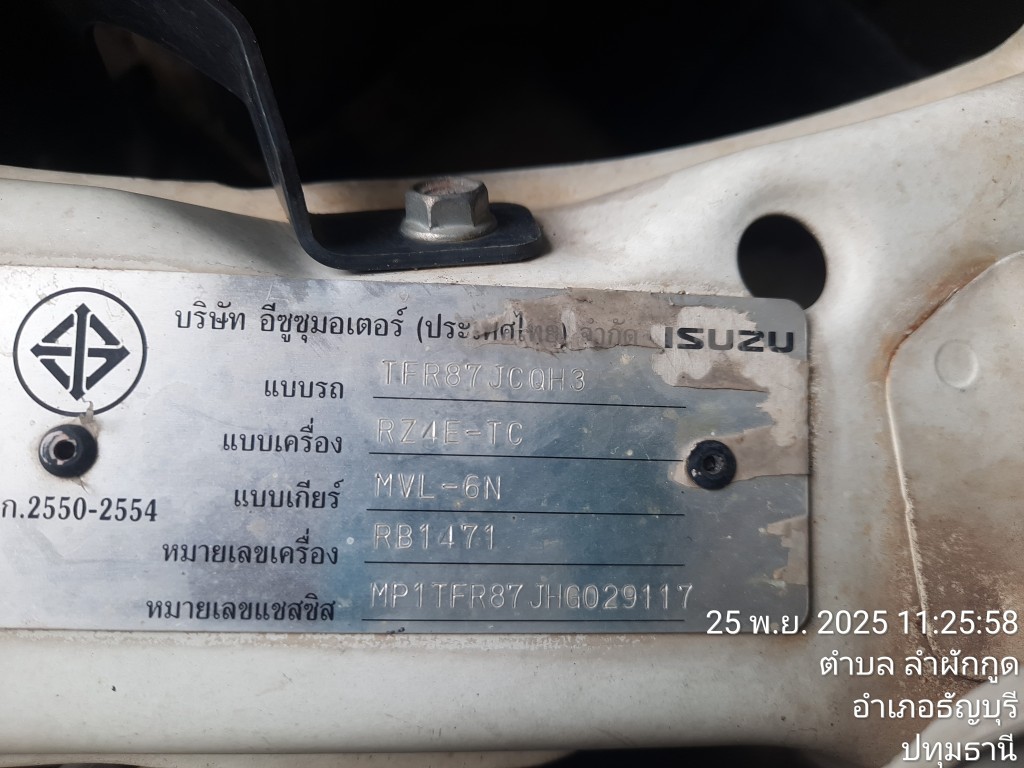 บริษัท อีซูซุมอเตอร์ (ประเทศไทย) จำกัด ISUZU
แบบรถ TFR87JCQH3
แบบเครื่อง RZ4E-TC
แบบเกียร์ MVL-6N
ก.2550-2554
หมายเลขเครื่อง RB1471
หมายเลขแชสซิส MP1TFR87JHG029117
25 พ.ย. 2025 11:25:58
ตำบล ลำผักกูด
อำเภอธัญบุรี
ปทุมธานี